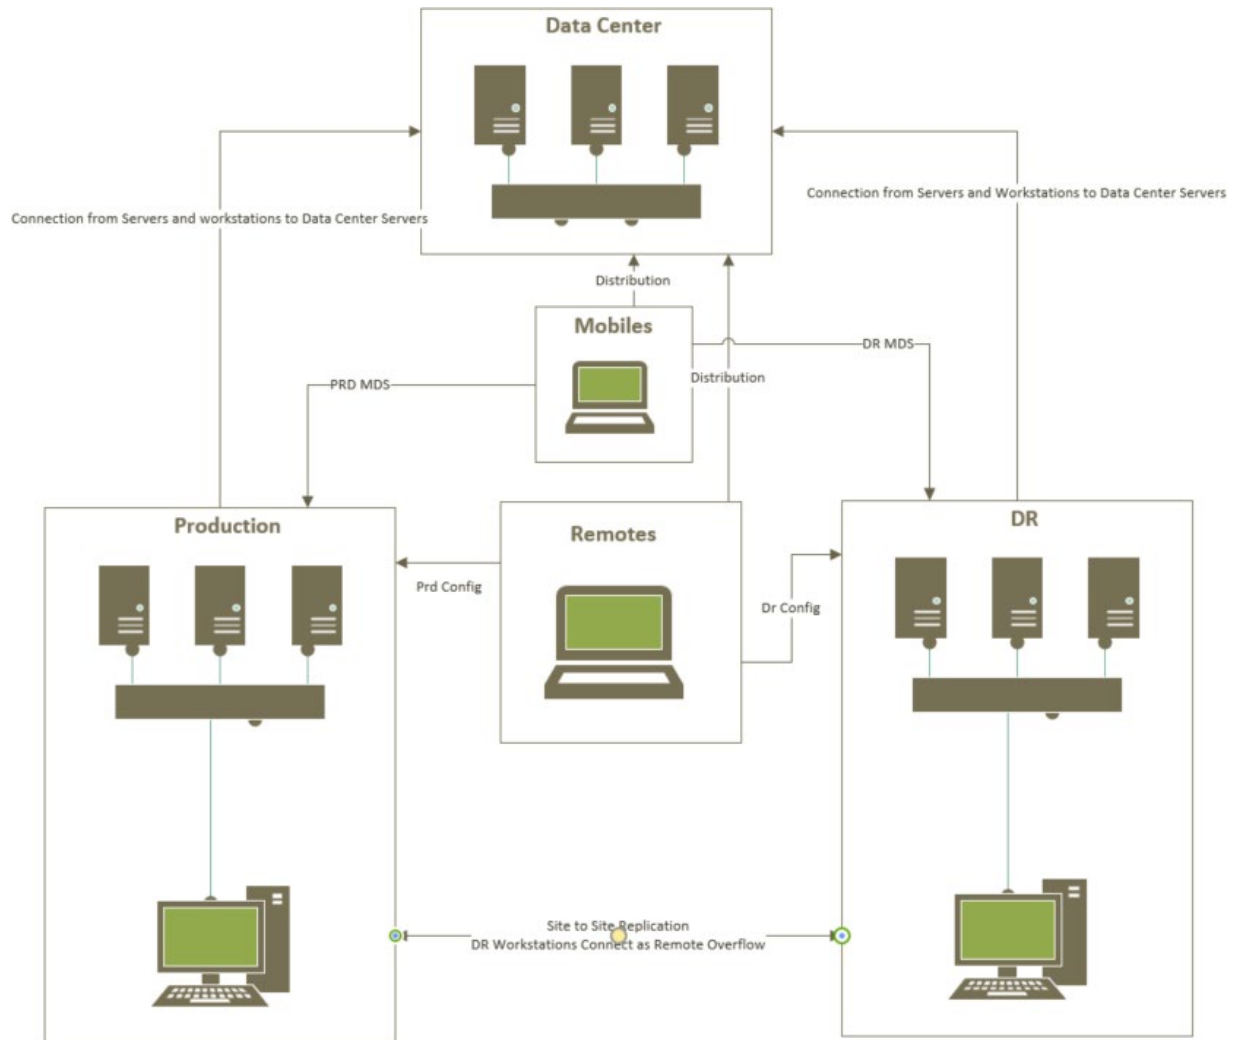 Data Center
Connection from Servers and Workstations to Data Center Servers
Connection from Servers and workstations to Data Center Servers
Distribution
Mobiles
DR MDS
Distribution
PRD MDS
Production
Remotes
DR
Prd Config
Dr Config
Site to Site Replication
DR Workstations Connect as Remote Overflow